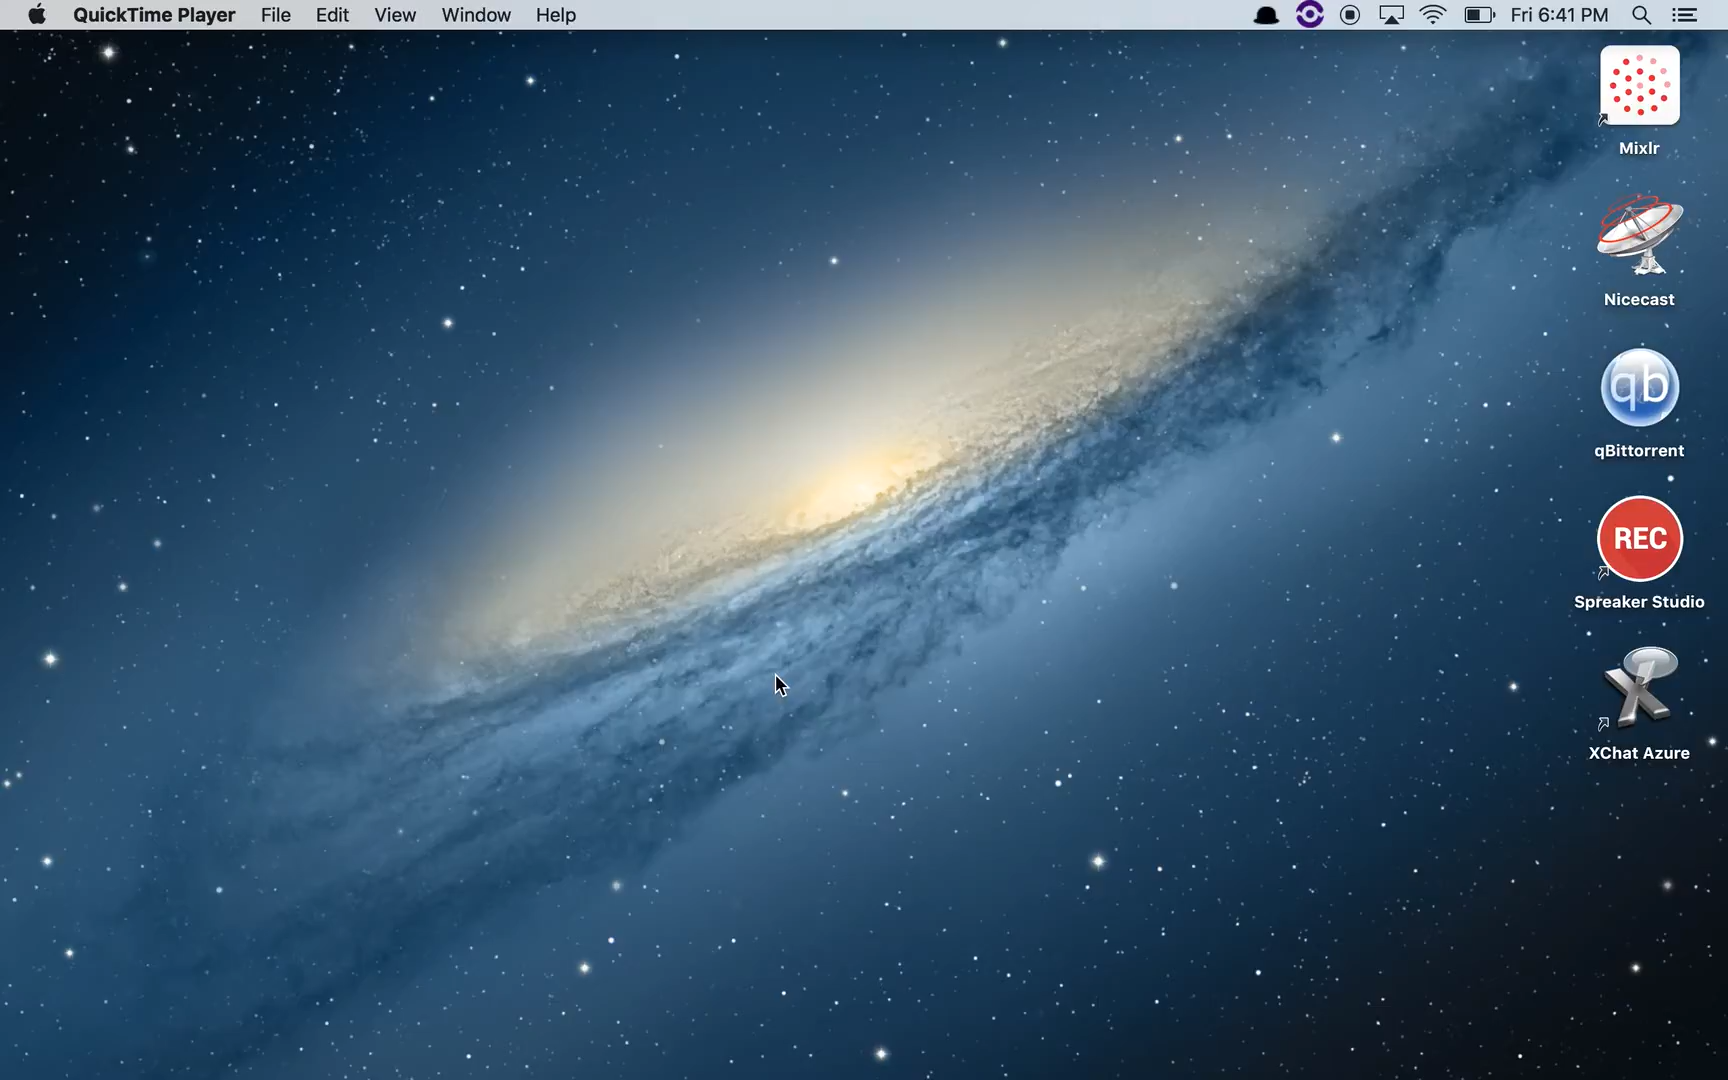 QuickTime Player File Edit View Window Help Fri 6:41 PM
Mixlr
Nicecast
qb
qBittorrent
REC
Spreaker Studio
X
XChat Azure